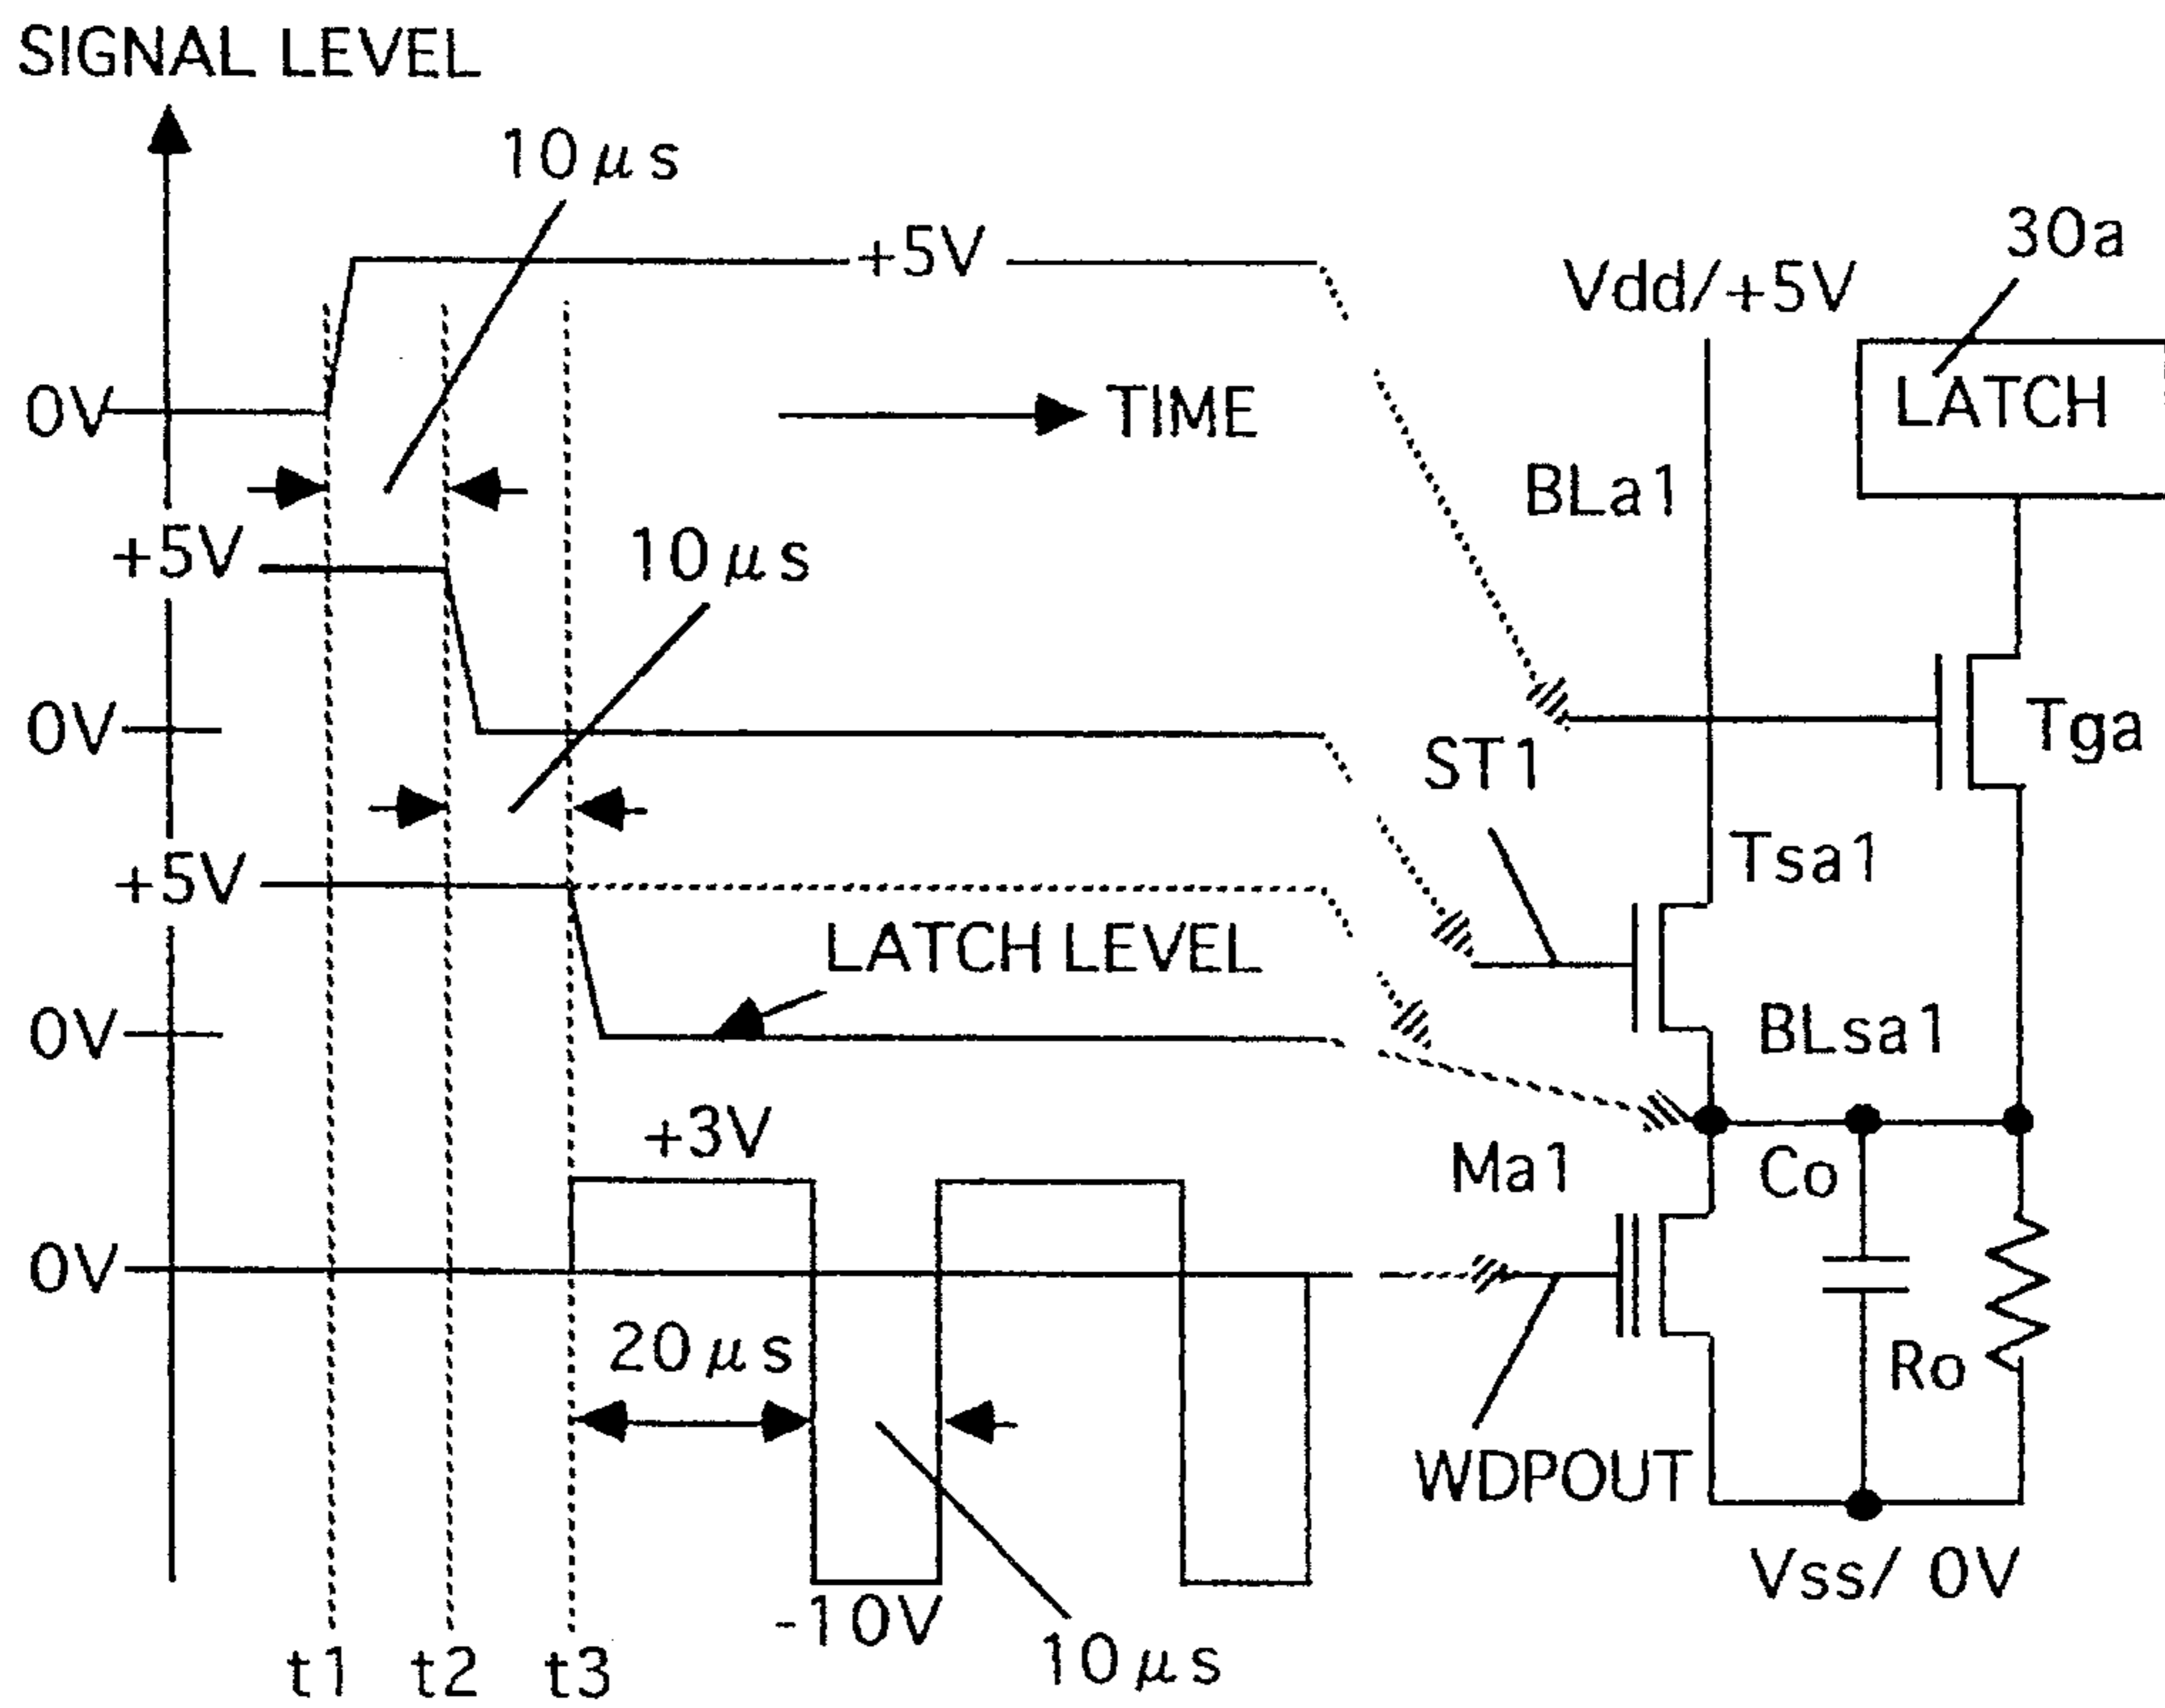 SIGNAL LEVEL
10μs
+5V
30a
Vdd/+5V
0V
TIME
LATCH
BLa1
+5V
10μs
0V
ST1
Tga
Tsa1
+5V
LATCH LEVEL
0V
BLsa1
+3V
Ma1
Co
0V
20μs
Ro
WDPOUT
-10V
Vss/ 0V
10μs
t1
t2
t3